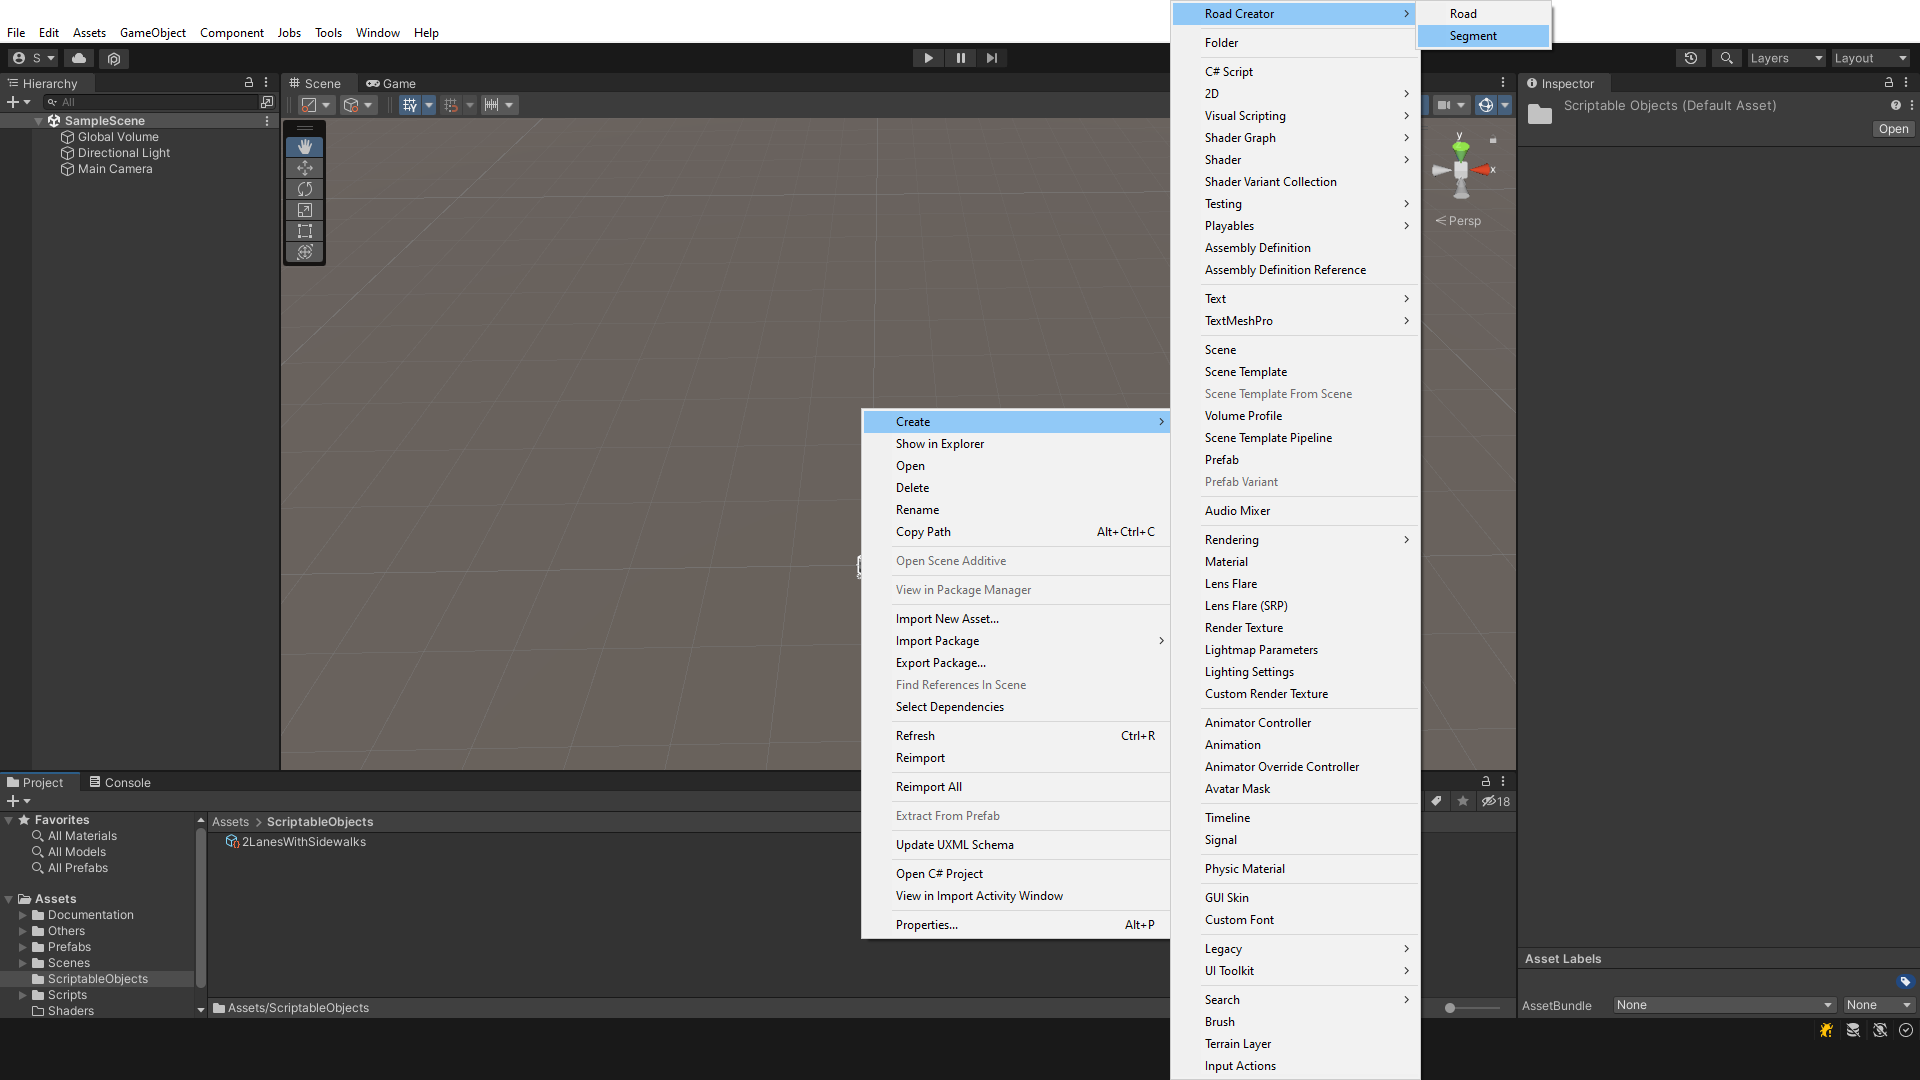 File Edit Assets GameObject Component Jobs Tools Window Help
S
Layers Layout
Hierarchy
All
SampleScene
Global Volume
Directional Light
Main Camera
Scene Game
y
x
Persp
Create
Show in Explorer
Open
Delete
Rename
Copy Path Alt+Ctrl+C
Open Scene Additive
View in Package Manager
Import New Asset...
Import Package
Export Package...
Find References In Scene
Select Dependencies
Refresh Ctrl+R
Reimport
Reimport All
Extract From Prefab
Update UXML Schema
Open C# Project
View in Import Activity Window
Properties... Alt+P
Road Creator
Folder
C# Script
2D
Visual Scripting
Shader Graph
Shader
Shader Variant Collection
Testing
Playables
Assembly Definition
Assembly Definition Reference
Text
TextMeshPro
Scene
Scene Template
Scene Template From Scene
Volume Profile
Scene Template Pipeline
Prefab
Prefab Variant
Audio Mixer
Rendering
Material
Lens Flare
Lens Flare (SRP)
Render Texture
Lightmap Parameters
Lighting Settings
Custom Render Texture
Animator Controller
Animation
Animator Override Controller
Avatar Mask
Timeline
Signal
Physic Material
GUI Skin
Custom Font
Legacy
UI Toolkit
Search
Brush
Terrain Layer
Input Actions
Road
Segment
Inspector
Scriptable Objects (Default Asset)
Open
Asset Labels
AssetBundle None None
Project Console
18
Favorites
All Materials
All Models
All Prefabs
Assets
Documentation
Others
Prefabs
Scenes
ScriptableObjects
Scripts
Shaders
Assets > ScriptableObjects
2LanesWithSidewalks
Assets/ScriptableObjects